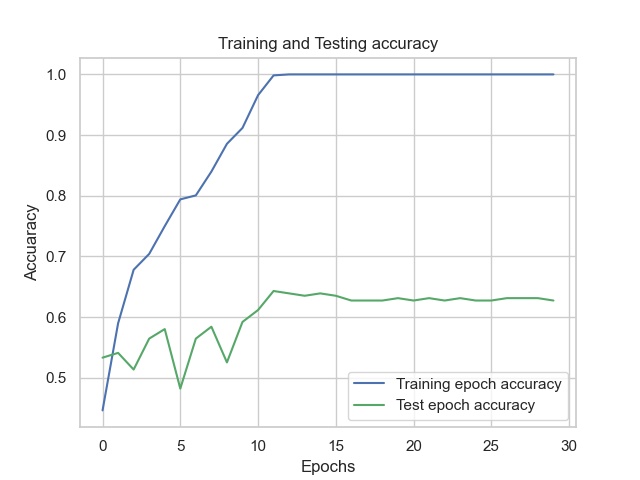 Training and Testing accuracy
Accuaracy
1.0
0.9
0.8
0.7
0.6
0.5
Training epoch accuracy
Test epoch accuracy
0 5 10 15 20 25 30
Epochs